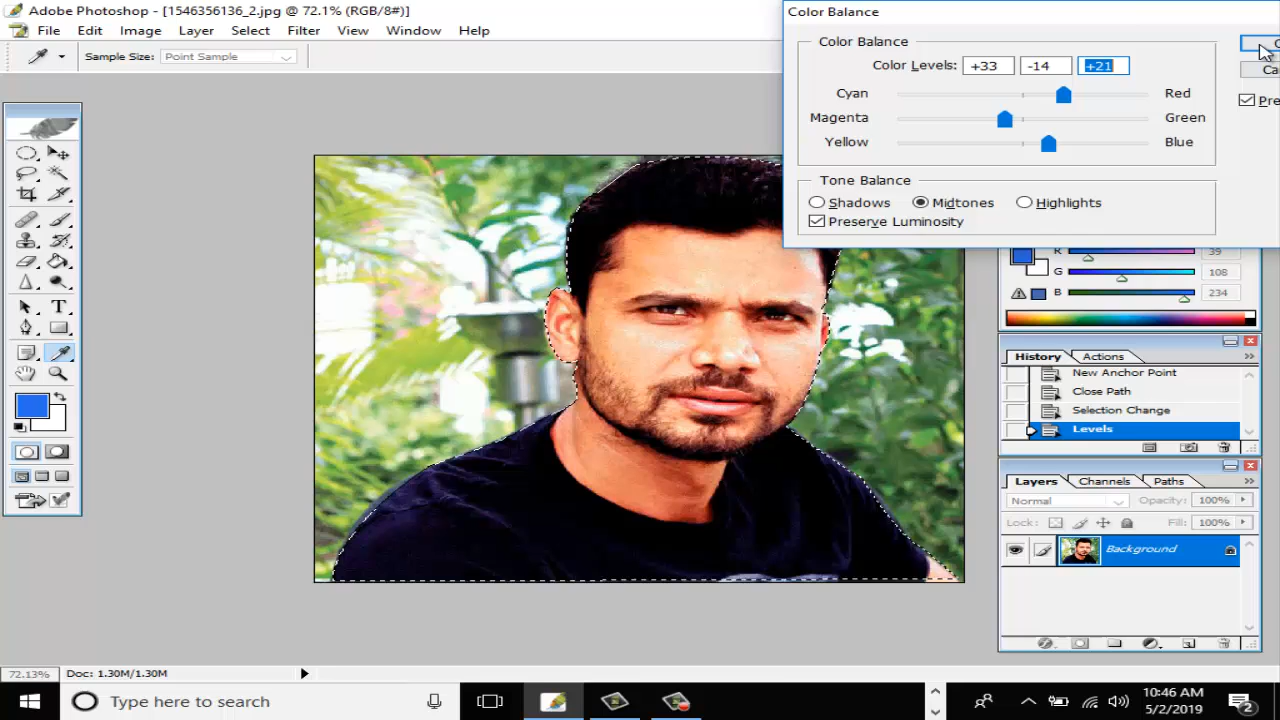 Adobe Photoshop - [1546356136_2.jpg @ 72.1% (RGB/8#)]
File Edit Image Layer Select Filter View Window Help
Sample Size: Point Sample
Color Balance
Color Balance
Color Levels: +33 -14 +21
Cyan Red
Magenta Green
Yellow Blue
Tone Balance
Shadows Midtones Highlights
Preserve Luminosity
R 39
G 108
B 234
History Actions
New Anchor Point
Close Path
Selection Change
Levels
Layers Channels Paths
Normal Opacity: 100%
Lock: Fill: 100%
Background
72.13% Doc: 1.30M/1.30M
Type here to search
10:46 AM
5/2/2019
2